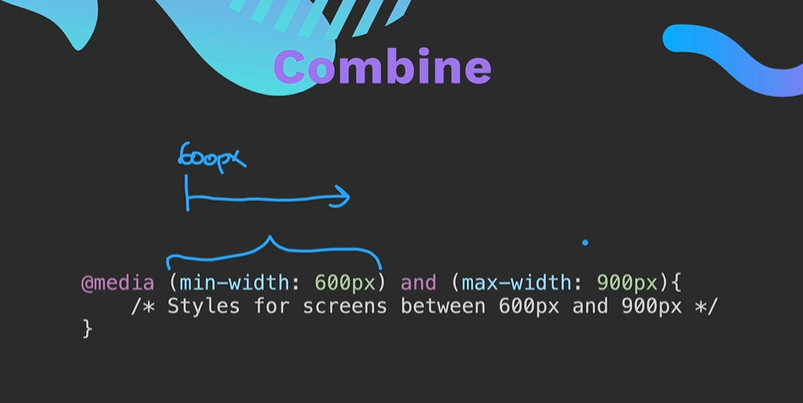 Combine
600px
@media (min-width: 600px) and (max-width: 900px){
/* Styles for screens between 600px and 900px */
}